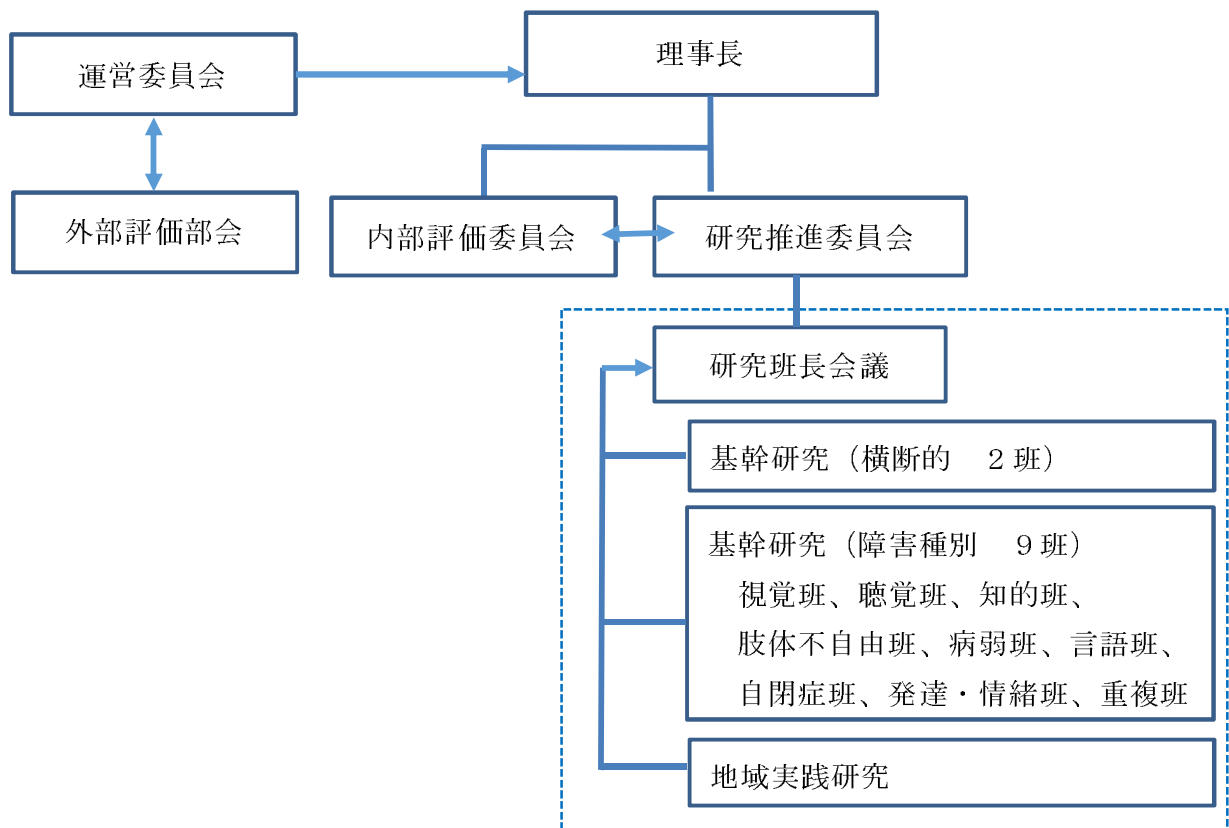 運営委員会
理事長
外部評価部会
内部評価委員会
研究推進委員会
研究班長会議
基幹研究（横断的　２班）
基幹研究（障害種別　９班）
視覚班、聴覚班、知的班、
肢体不自由班、病弱班、言語班、
自閉症班、発達・情緒班、重複班
地域実践研究